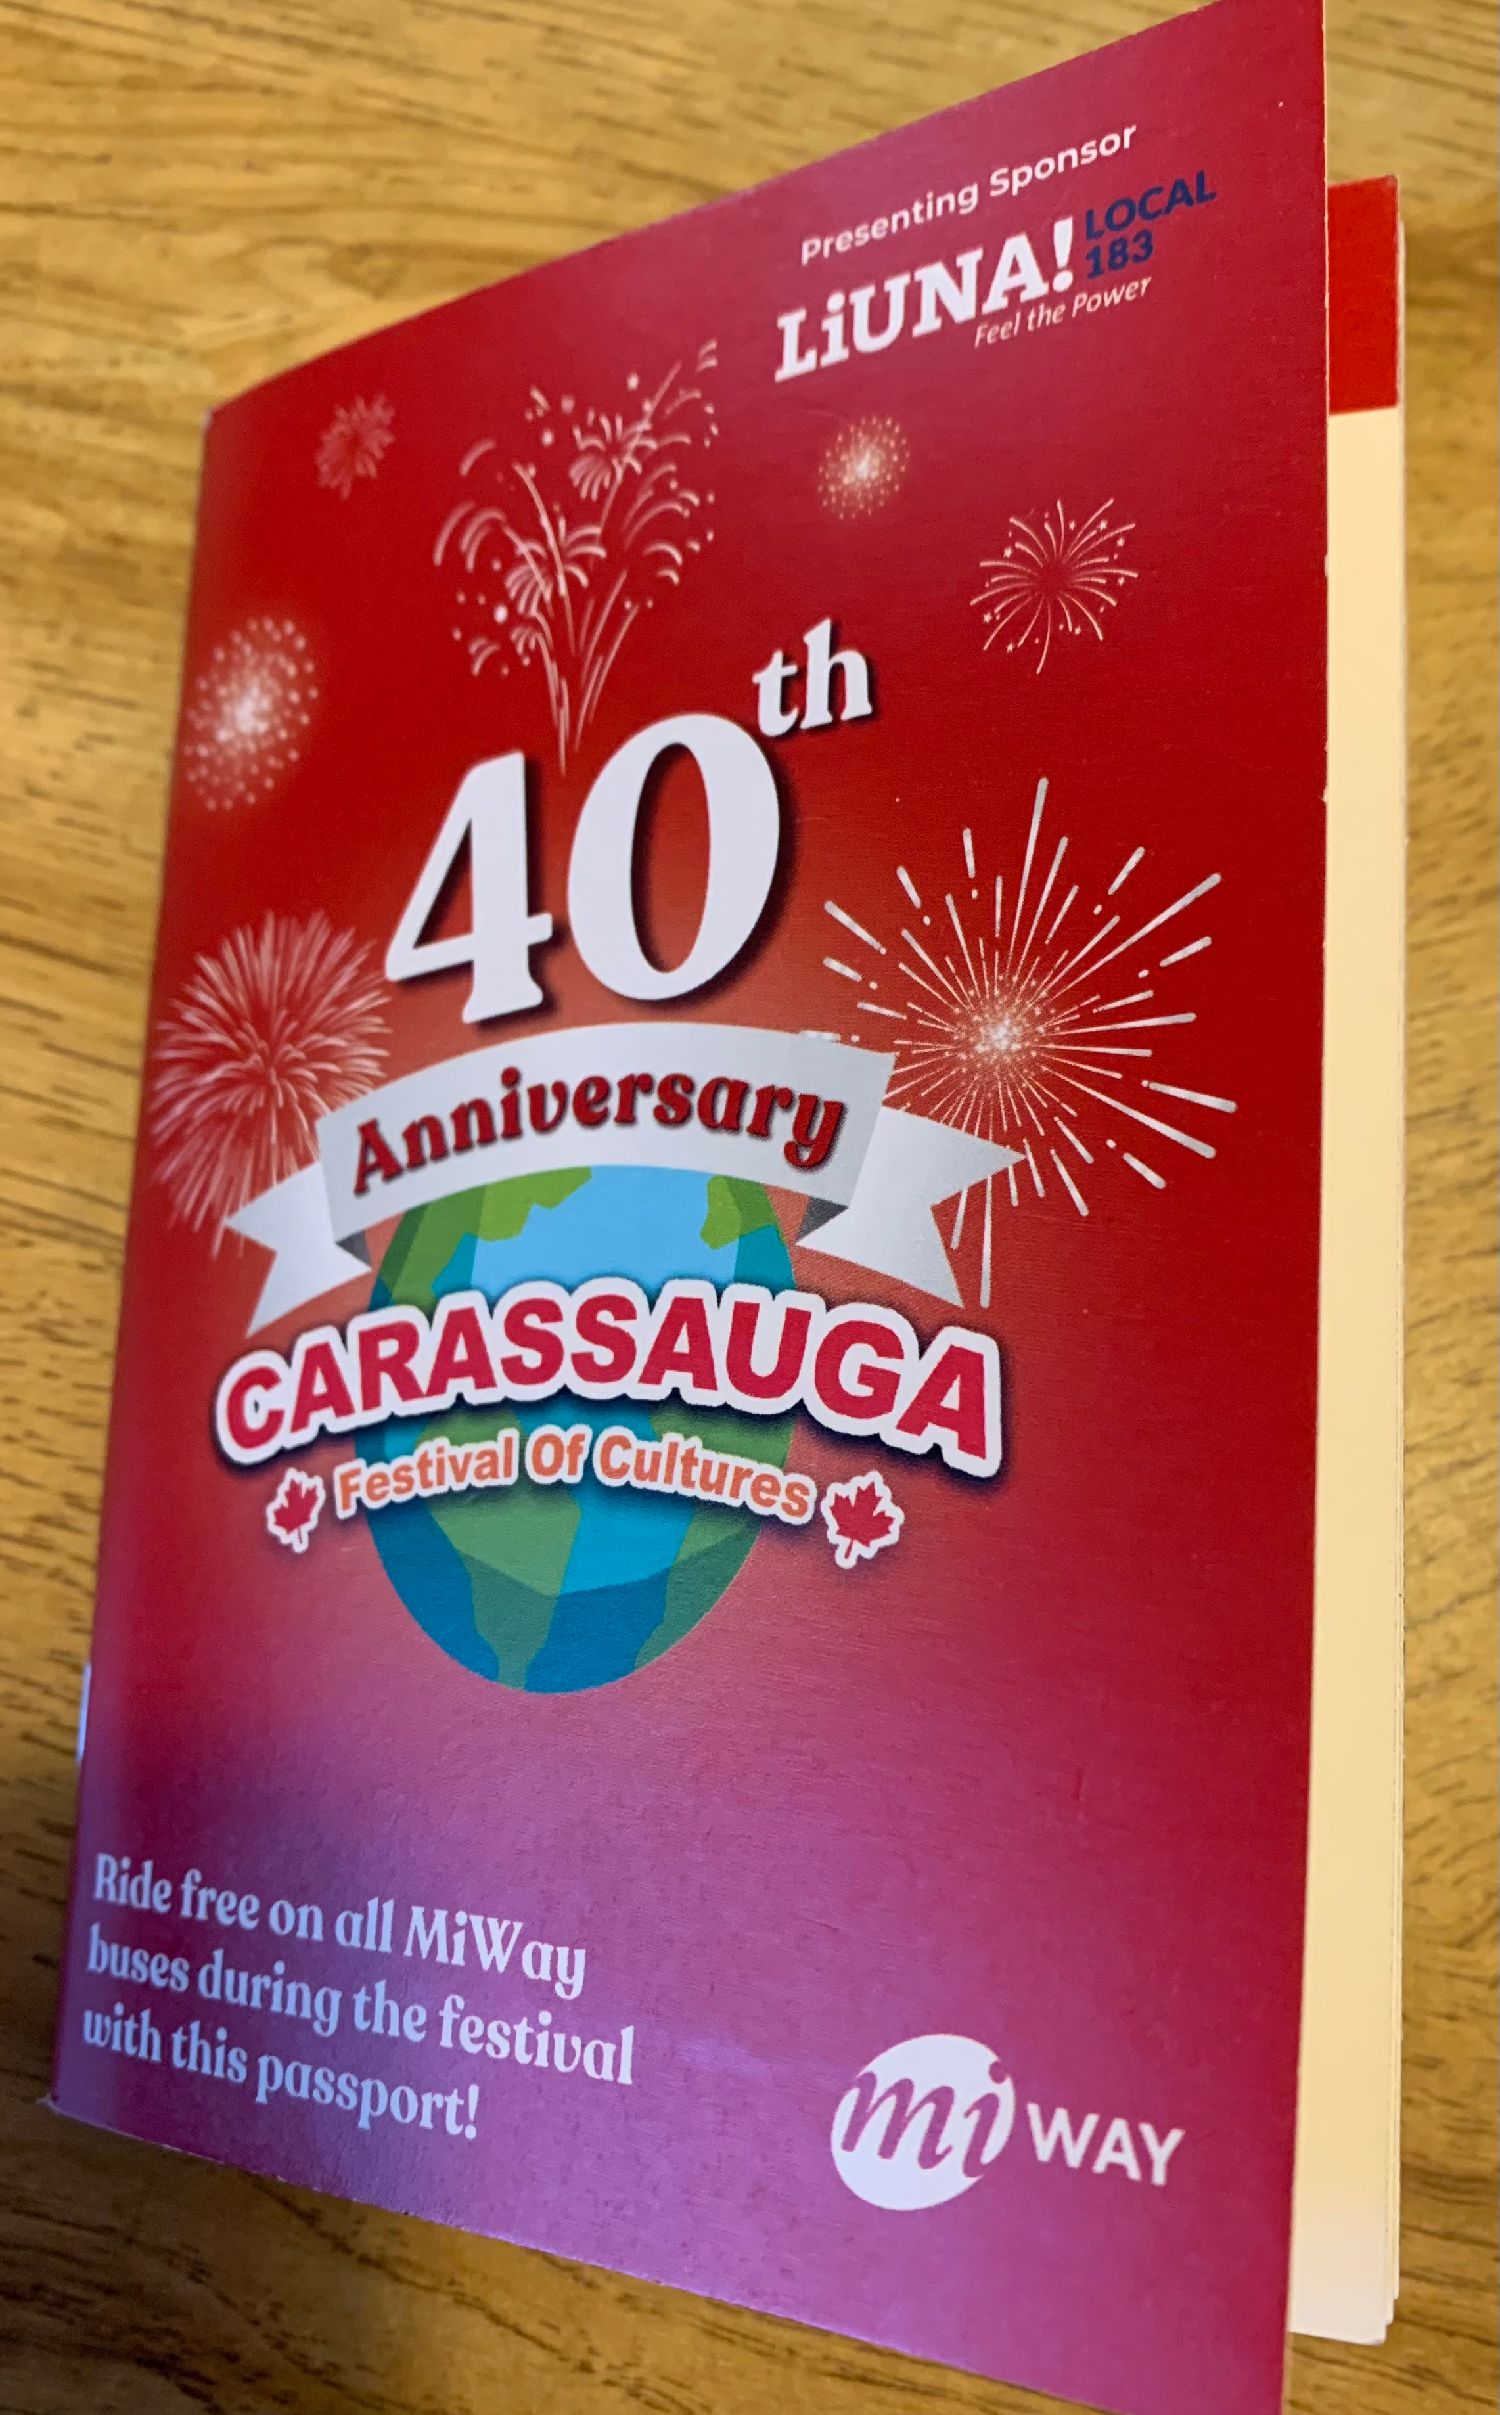 Presenting Sponsor
LiUNA! LOCAL 183
Feel the Power
40th
Anniversary
CARASSAUGA
Festival Of Cultures
Ride free on all MiWay
buses during the festival
with this passport!
mi WAY